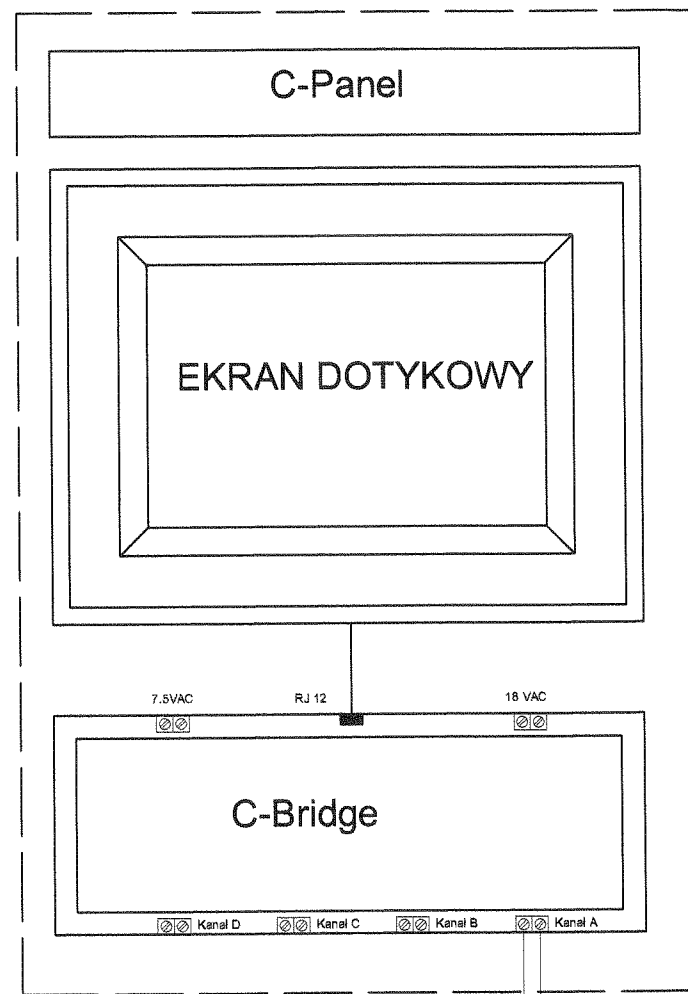 C-Panel
EKRAN DOTYKOWY
7.5VAC RJ 12 18 VAC
C-Bridge
Kanał D Kanał C Kanał B Kanał A